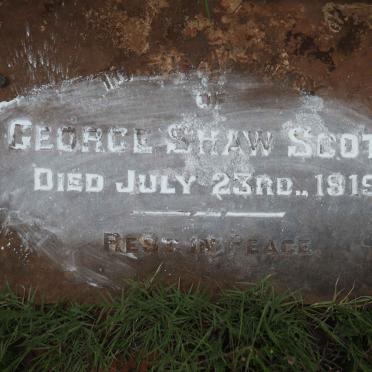 OF
GEORGE SHAW SCOT
DIED JULY 23RD., 1919
REST IN PEACE